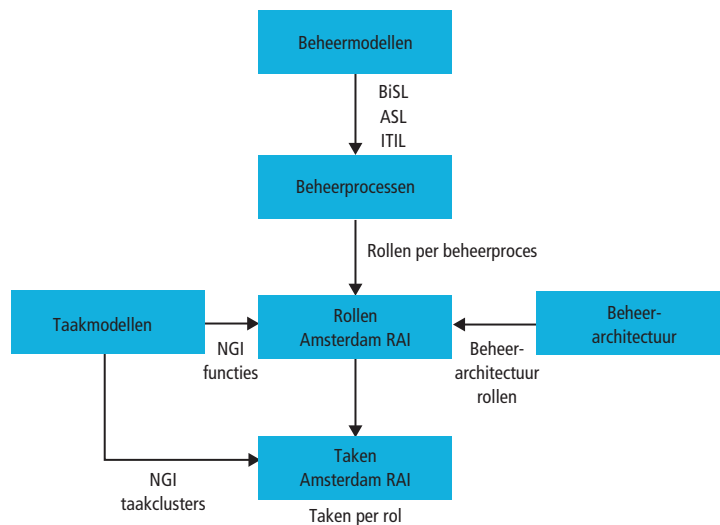 Beheermodellen
BiSL
ASL
ITIL
Beheerprocessen
Rollen per beheerproces
Taakmodellen
NGI
functies
Rollen
Amsterdam RAI
Beheer-
architectuur
rollen
Beheer-
architectuur
NGI
taakclusters
Taken
Amsterdam RAI
Taken per rol